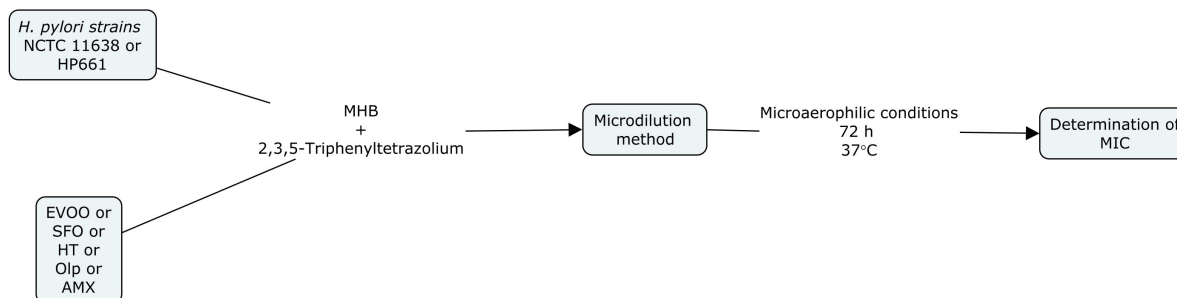 H. pylori strains
NCTC 11638 or
HP661
EVOO or
SFO or
HT or
Olp or
AMX
MHB
+
2,3,5-Triphenyltetrazolium
Microdilution
method
Microaerophilic conditions
72 h
37°C
Determination of
MIC